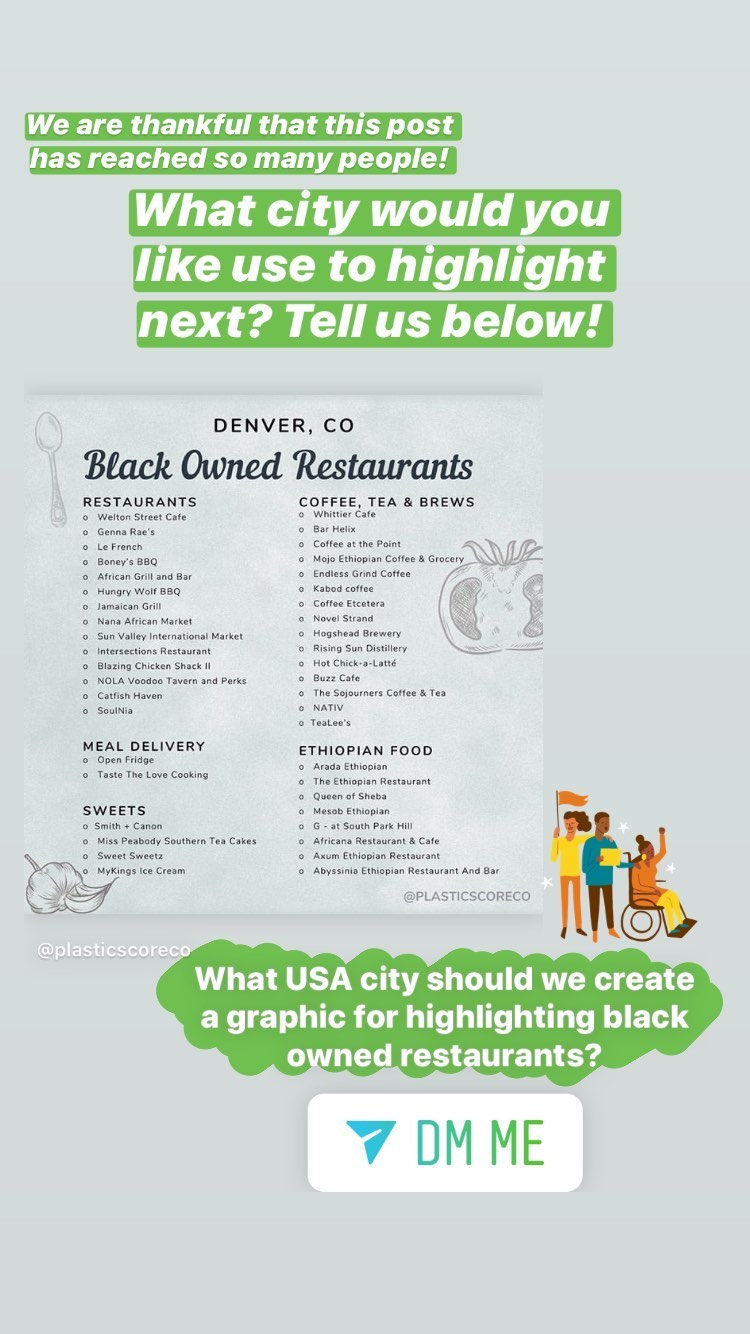 We are thankful that this post
has reached so many people!
What city would you
like use to highlight
next? Tell us below!
DENVER, CO
Black Owned Restaurants
RESTAURANTS
o Welton Street Cafe
o Genna Rae's
o Le French
o Boney's BBQ
o African Grill and Bar
o Hungry Wolf BBQ
o Jamaican Grill
o Nana African Market
o Sun Valley International Market
o Intersections Restaurant
o Blazing Chicken Shack II
o NOLA Voodoo Tavern and Perks
o Catfish Haven
o SoulNia
MEAL DELIVERY
o Open Fridge
o Taste The Love Cooking
SWEETS
o Smith + Canon
o Miss Peabody Southern Tea Cakes
o Sweet Sweetz
o MyKings Ice Cream
COFFEE, TEA & BREWS
o Whittier Cafe
o Bar Helix
o Coffee at the Point
o Mojo Ethiopian Coffee & Grocery
o Endless Grind Coffee
o Kabod coffee
o Coffee Etcetera
o Novel Strand
o Hogshead Brewery
o Rising Sun Distillery
o Hot Chick-a-Latté
o Buzz Cafe
o The Sojourners Coffee & Tea
o NATIV
o TeaLee's
ETHIOPIAN FOOD
o Arada Ethiopian
o The Ethiopian Restaurant
o Queen of Sheba
o Mesob Ethiopian
o G - at South Park Hill
o Africana Restaurant & Cafe
o Axum Ethiopian Restaurant
o Abyssinia Ethiopian Restaurant And Bar
@PLASTICSCORECO
@plasticscoreco
What USA city should we create
a graphic for highlighting black
owned restaurants?
DM ME